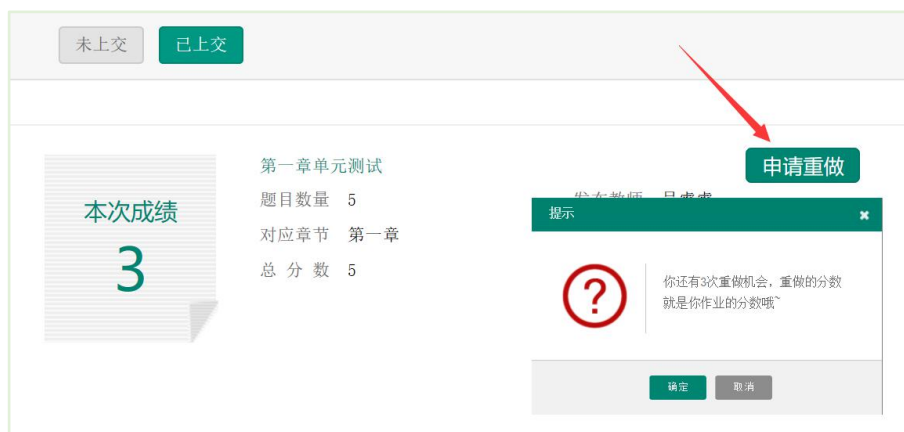 未上交 已上交
第一章单元测试
申请重做
题目数量 5
本次成绩
对应章节 第一章
3
总 分 数 5
提示
你还有3次重做机会，重做的分数
就是你作业的分数哦~
确定 取消